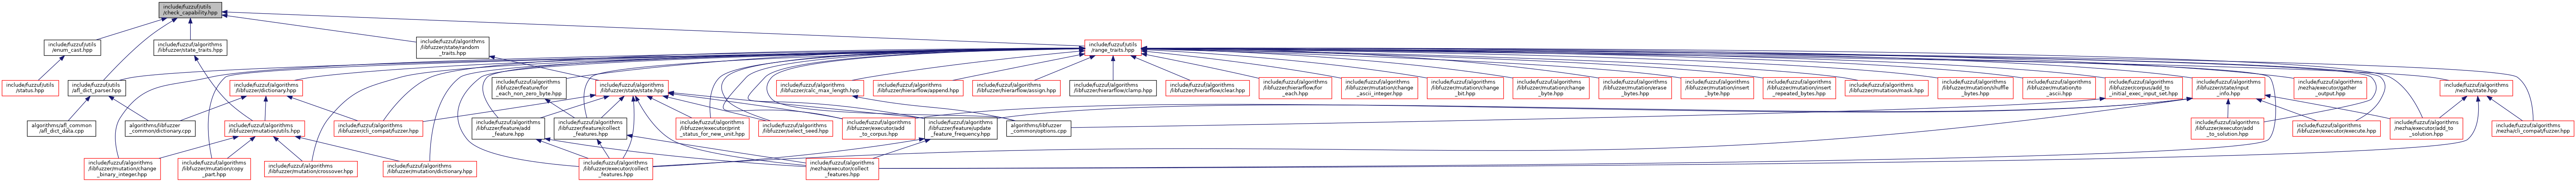 include/fuzzuf/utils
/check_capability.hpp
include/fuzzuf/utils
/enum_cast.hpp
include/fuzzuf/algorithms
/libfuzzer/state_traits.hpp
include/fuzzuf/algorithms
/libfuzzer/state/random
_traits.hpp
include/fuzzuf/utils
/range_traits.hpp
include/fuzzuf/utils
/status.hpp
include/fuzzuf/utils
/afl_dict_parser.hpp
include/fuzzuf/algorithms
/libfuzzer/dictionary.hpp
include/fuzzuf/algorithms
/libfuzzer/feature/for
_each_non_zero_byte.hpp
include/fuzzuf/algorithms
/libfuzzer/state/state.hpp
include/fuzzuf/algorithms
/libfuzzer/calc_max_length.hpp
include/fuzzuf/algorithms
/libfuzzer/hierarflow/append.hpp
include/fuzzuf/algorithms
/libfuzzer/hierarflow/assign.hpp
include/fuzzuf/algorithms
/libfuzzer/hierarflow/clamp.hpp
include/fuzzuf/algorithms
/libfuzzer/hierarflow/clear.hpp
include/fuzzuf/algorithms
/libfuzzer/hierarflow/for
_each.hpp
include/fuzzuf/algorithms
/libfuzzer/mutation/change
_ascii_integer.hpp
include/fuzzuf/algorithms
/libfuzzer/mutation/change
_bit.hpp
include/fuzzuf/algorithms
/libfuzzer/mutation/change
_byte.hpp
include/fuzzuf/algorithms
/libfuzzer/mutation/erase
_bytes.hpp
include/fuzzuf/algorithms
/libfuzzer/mutation/insert
_byte.hpp
include/fuzzuf/algorithms
/libfuzzer/mutation/insert
_repeated_bytes.hpp
include/fuzzuf/algorithms
/libfuzzer/mutation/mask.hpp
include/fuzzuf/algorithms
/libfuzzer/mutation/shuffle
_bytes.hpp
include/fuzzuf/algorithms
/libfuzzer/mutation/to
_ascii.hpp
include/fuzzuf/algorithms
/libfuzzer/corpus/add_to
_initial_exec_input_set.hpp
include/fuzzuf/algorithms
/libfuzzer/state/input
_info.hpp
include/fuzzuf/algorithms
/nezha/executor/gather
_output.hpp
include/fuzzuf/algorithms
/nezha/state.hpp
algorithms/afl_common
/afl_dict_data.cpp
algorithms/libfuzzer
_common/dictionary.cpp
include/fuzzuf/algorithms
/libfuzzer/mutation/utils.hpp
include/fuzzuf/algorithms
/libfuzzer/cli_compat/fuzzer.hpp
include/fuzzuf/algorithms
/libfuzzer/feature/add
_feature.hpp
include/fuzzuf/algorithms
/libfuzzer/feature/collect
_features.hpp
include/fuzzuf/algorithms
/libfuzzer/executor/print
_status_for_new_unit.hpp
include/fuzzuf/algorithms
/libfuzzer/select_seed.hpp
include/fuzzuf/algorithms
/libfuzzer/executor/add
_to_corpus.hpp
include/fuzzuf/algorithms
/libfuzzer/feature/update
_feature_frequency.hpp
algorithms/libfuzzer
_common/options.cpp
include/fuzzuf/algorithms
/libfuzzer/executor/add
_to_solution.hpp
include/fuzzuf/algorithms
/libfuzzer/executor/execute.hpp
include/fuzzuf/algorithms
/nezha/executor/add_to
_solution.hpp
include/fuzzuf/algorithms
/nezha/cli_compat/fuzzer.hpp
include/fuzzuf/algorithms
/libfuzzer/mutation/change
_binary_integer.hpp
include/fuzzuf/algorithms
/libfuzzer/mutation/copy
_part.hpp
include/fuzzuf/algorithms
/libfuzzer/mutation/crossover.hpp
include/fuzzuf/algorithms
/libfuzzer/mutation/dictionary.hpp
include/fuzzuf/algorithms
/libfuzzer/executor/collect
_features.hpp
include/fuzzuf/algorithms
/nezha/executor/collect
_features.hpp